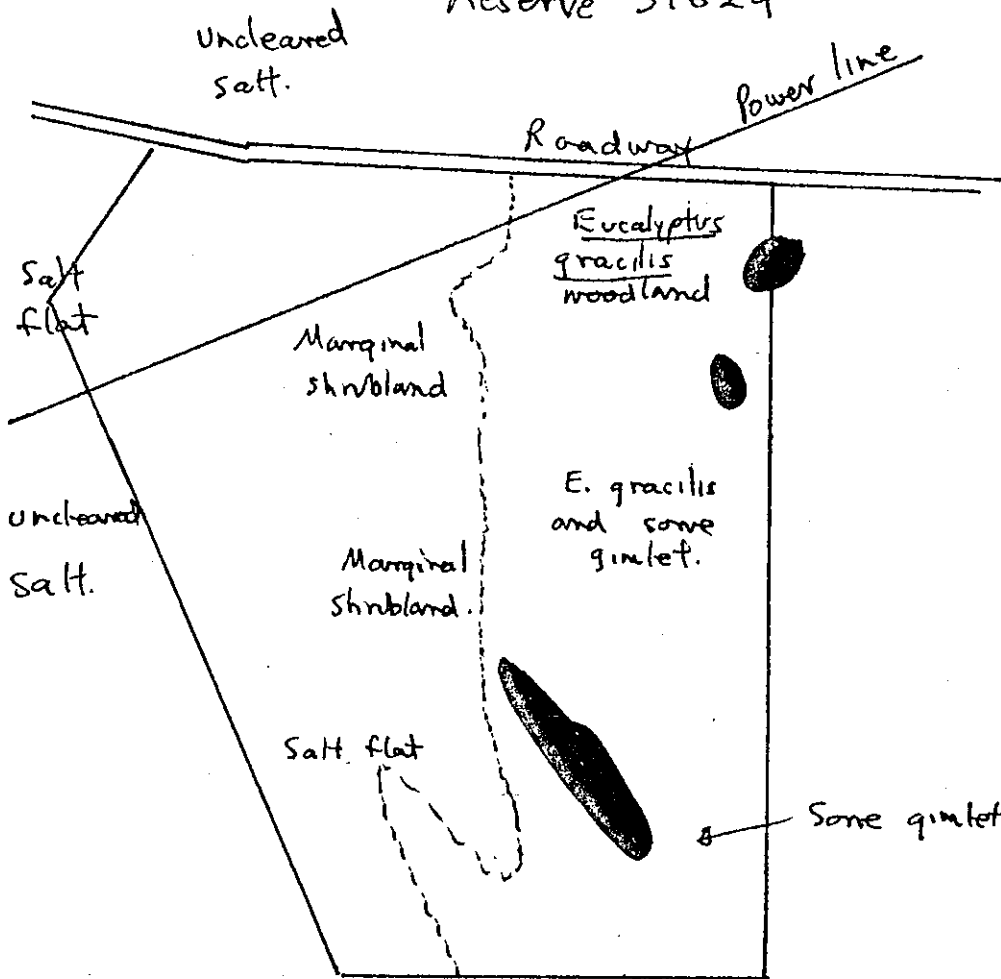 Reserve
uncleared
salt.
Power line
Roadway
Eucalyptus
gracilis
woodland
Salt
flat
Marginal
shrubland
E. gracilis
and some
gimlet.
uncleared
salt.
Marginal
shrubland.
Salt flat
Some gimlet